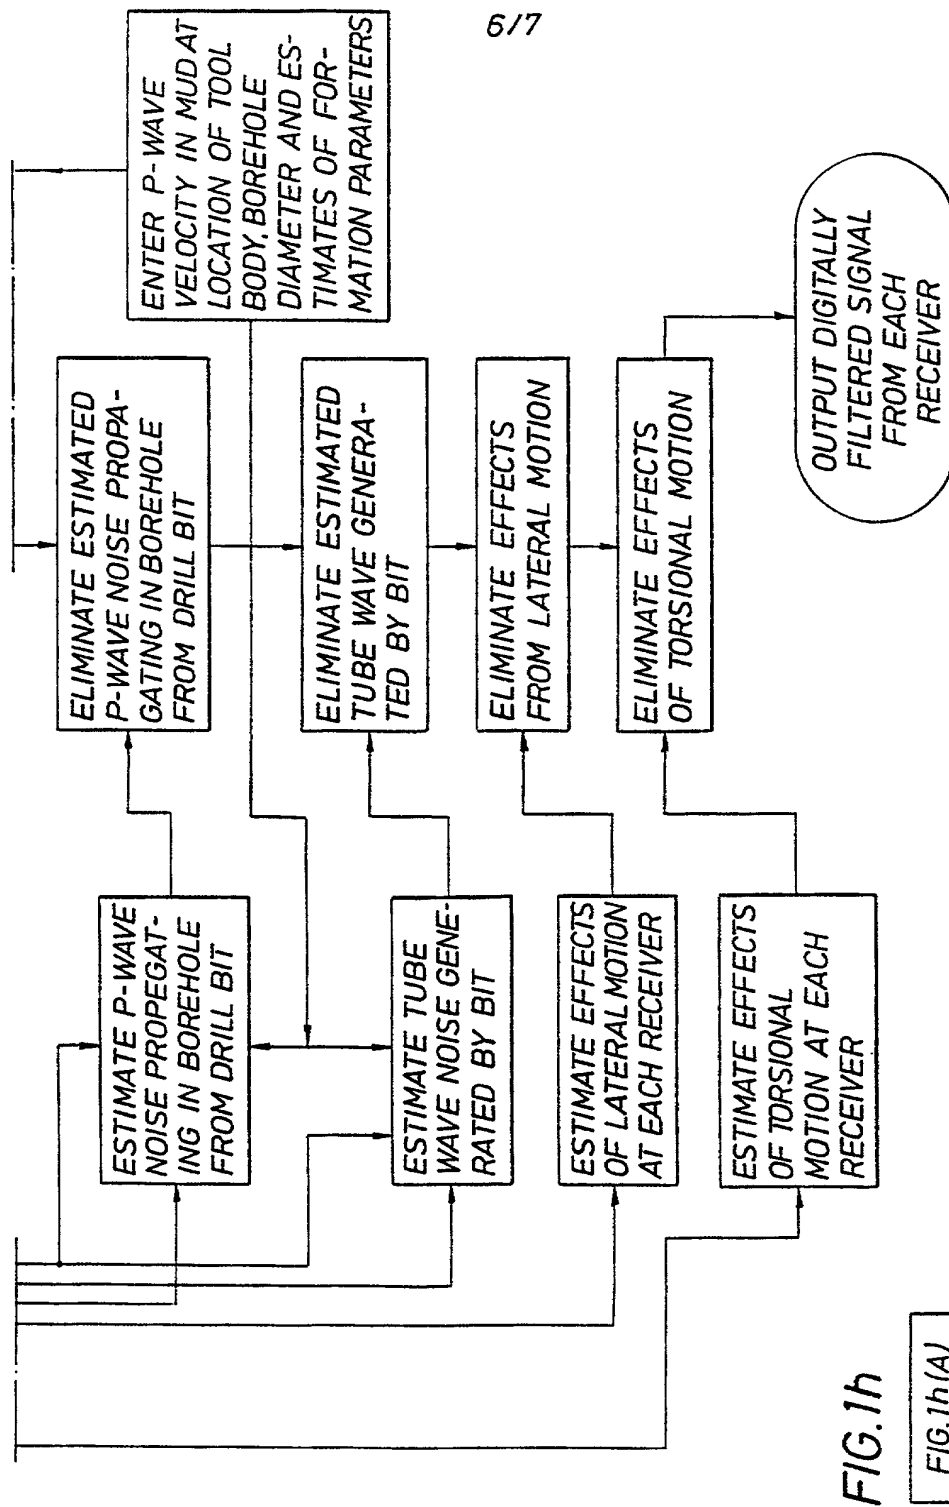 6/7
ENTER P-WAVE
VELOCITY IN MUD AT
LOCATION OF TOOL
BODY, BOREHOLE
DIAMETER AND ES-
TIMATES OF FOR-
MATION PARAMETERS
ELIMINATE ESTIMATED
P-WAVE NOISE PROPA-
GATING IN BOREHOLE
FROM DRILL BIT
ELIMINATE ESTIMATED
TUBE WAVE GENERA-
TED BY BIT
ELIMINATE EFFECTS
FROM LATERAL MOTION
ELIMINATE EFFECTS
OF TORSIONAL MOTION
OUTPUT DIGITALLY
FILTERED SIGNAL
FROM EACH
RECEIVER
ESTIMATE P-WAVE
NOISE PROPEGAT-
ING IN BOREHOLE
FROM DRILL BIT
ESTIMATE TUBE
WAVE NOISE GENE-
RATED BY BIT
ESTIMATE EFFECTS
OF LATERAL MOTION
AT EACH RECEIVER
ESTIMATE EFFECTS
OF TORSIONAL
MOTION AT EACH
RECEIVER
FIG.1h
FIG.1h(A)